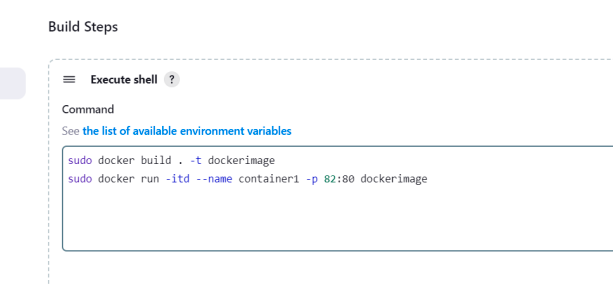 Build Steps
Execute shell ?
Command
See the list of available environment variables
sudo docker build . -t dockerimage
sudo docker run -itd --name container1 -p 82:80 dockerimage